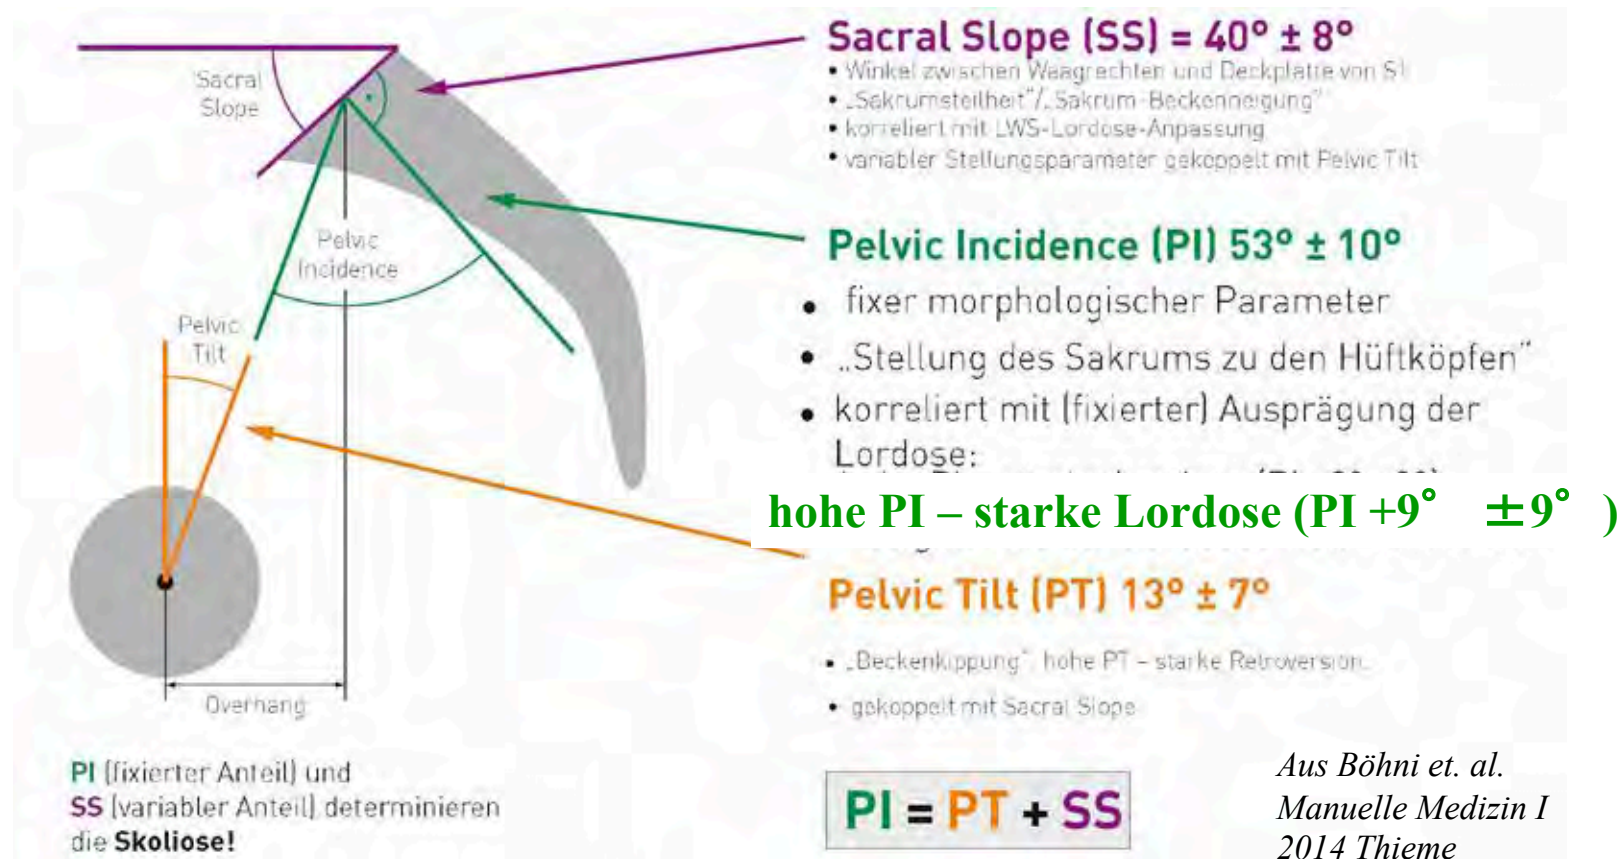 Sacral
Slope
Pelvic
Incidence
Pelvic
Tilt
Overhang
PI (fixierter Anteil) und
SS (variabler Anteil) determinieren
die Skoliose!
Sacral Slope (SS) = 40° ± 8°
• Winkel zwischen Waagrechten und Deckplatte von S1
• „Sakrumsteilheit"/„Sakrum-Beckenneigung"
• korreliert mit LWS-Lordose-Anpassung
• variabler Stellungsparameter gekoppelt mit Pelvic Tilt
Pelvic Incidence (PI) 53° ± 10°
• fixer morphologischer Parameter
• „Stellung des Sakrums zu den Hüftköpfen"
• korreliert mit (fixierter) Ausprägung der
Lordose:
hohe PI – starke Lordose (PI +9° ±9° )
Pelvic Tilt (PT) 13° ± 7°
• „Beckenkippung", hohe PT – starke Retroversion
• gekoppelt mit Sacral Slope
PI = PT + SS
Aus Böhni et. al.
Manuelle Medizin I
2014 Thieme